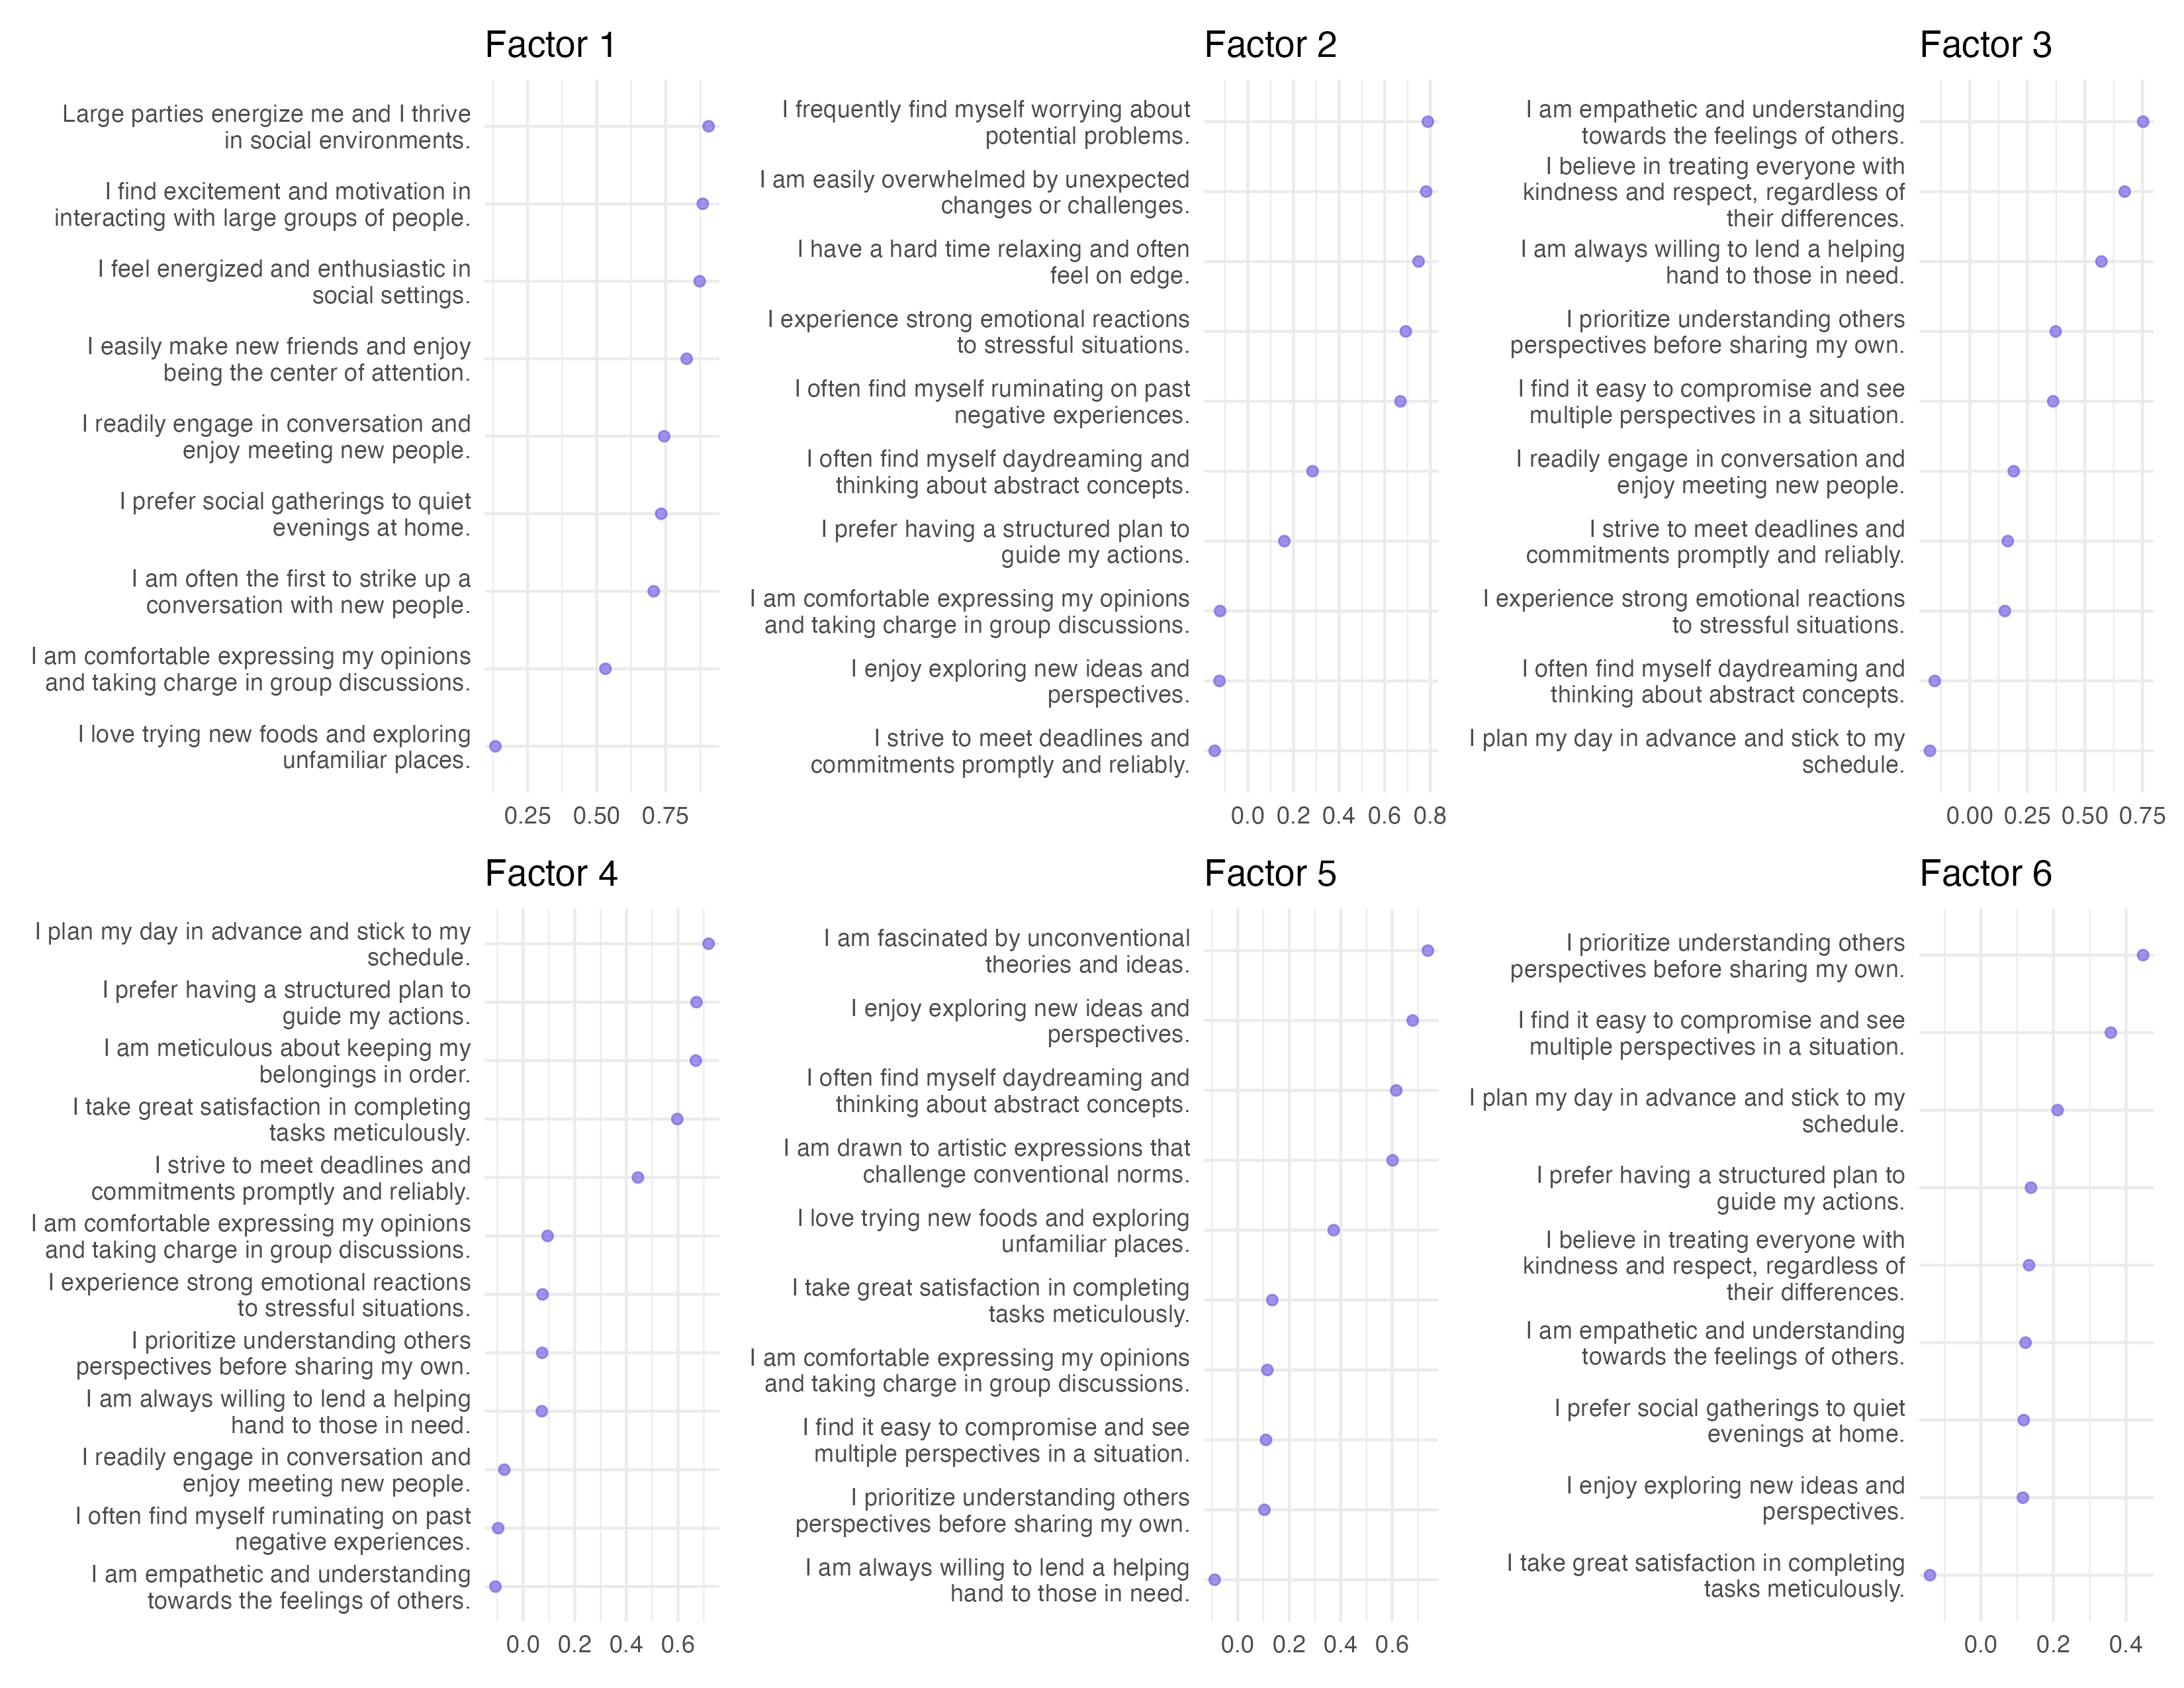 Factor 1
Large parties energize me and I thrive
in social environments.
I find excitement and motivation in
interacting with large groups of people.
I feel energized and enthusiastic in
social settings.
I easily make new friends and enjoy
being the center of attention.
I readily engage in conversation and
enjoy meeting new people.
I prefer social gatherings to quiet
evenings at home.
I am often the first to strike up a
conversation with new people.
I am comfortable expressing my opinions
and taking charge in group discussions.
I love trying new foods and exploring
unfamiliar places.
0.25 0.50 0.75
Factor 2
I frequently find myself worrying about
potential problems.
I am easily overwhelmed by unexpected
changes or challenges.
I have a hard time relaxing and often
feel on edge.
I experience strong emotional reactions
to stressful situations.
I often find myself ruminating on past
negative experiences.
I often find myself daydreaming and
thinking about abstract concepts.
I prefer having a structured plan to
guide my actions.
I am comfortable expressing my opinions
and taking charge in group discussions.
I enjoy exploring new ideas and
perspectives.
I strive to meet deadlines and
commitments promptly and reliably.
0.0 0.2 0.4 0.6 0.8
Factor 3
I am empathetic and understanding
towards the feelings of others.
I believe in treating everyone with
kindness and respect, regardless of
their differences.
I am always willing to lend a helping
hand to those in need.
I prioritize understanding others
perspectives before sharing my own.
I find it easy to compromise and see
multiple perspectives in a situation.
I readily engage in conversation and
enjoy meeting new people.
I strive to meet deadlines and
commitments promptly and reliably.
I experience strong emotional reactions
to stressful situations.
I often find myself daydreaming and
thinking about abstract concepts.
I plan my day in advance and stick to my
schedule.
0.00 0.25 0.50 0.75
Factor 4
I plan my day in advance and stick to my
schedule.
I prefer having a structured plan to
guide my actions.
I am meticulous about keeping my
belongings in order.
I take great satisfaction in completing
tasks meticulously.
I strive to meet deadlines and
commitments promptly and reliably.
I am comfortable expressing my opinions
and taking charge in group discussions.
I experience strong emotional reactions
to stressful situations.
I prioritize understanding others
perspectives before sharing my own.
I am always willing to lend a helping
hand to those in need.
I readily engage in conversation and
enjoy meeting new people.
I often find myself ruminating on past
negative experiences.
I am empathetic and understanding
towards the feelings of others.
0.0 0.2 0.4 0.6
Factor 5
I am fascinated by unconventional
theories and ideas.
I enjoy exploring new ideas and
perspectives.
I often find myself daydreaming and
thinking about abstract concepts.
I am drawn to artistic expressions that
challenge conventional norms.
I love trying new foods and exploring
unfamiliar places.
I take great satisfaction in completing
tasks meticulously.
I am comfortable expressing my opinions
and taking charge in group discussions.
I find it easy to compromise and see
multiple perspectives in a situation.
I prioritize understanding others
perspectives before sharing my own.
I am always willing to lend a helping
hand to those in need.
0.0 0.2 0.4 0.6
Factor 6
I prioritize understanding others
perspectives before sharing my own.
I find it easy to compromise and see
multiple perspectives in a situation.
I plan my day in advance and stick to my
schedule.
I prefer having a structured plan to
guide my actions.
I believe in treating everyone with
kindness and respect, regardless of
their differences.
I am empathetic and understanding
towards the feelings of others.
I prefer social gatherings to quiet
evenings at home.
I enjoy exploring new ideas and
perspectives.
I take great satisfaction in completing
tasks meticulously.
0.0 0.2 0.4